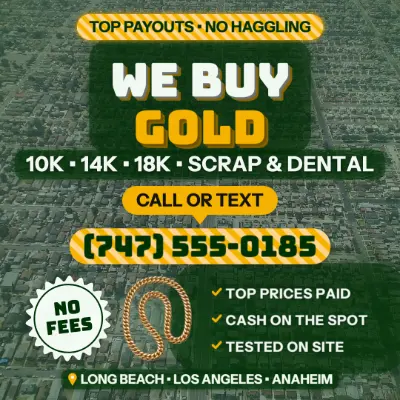 TOP PAYOUTS • NO HAGGLING
WE BUY
GOLD
10K ▪ 14K ▪ 18K ▪ SCRAP & DENTAL
CALL OR TEXT
(747) 555-0185
NO
FEES
✓ TOP PRICES PAID
✓ CASH ON THE SPOT
✓ TESTED ON SITE
LONG BEACH ▪ LOS ANGELES ▪ ANAHEIM